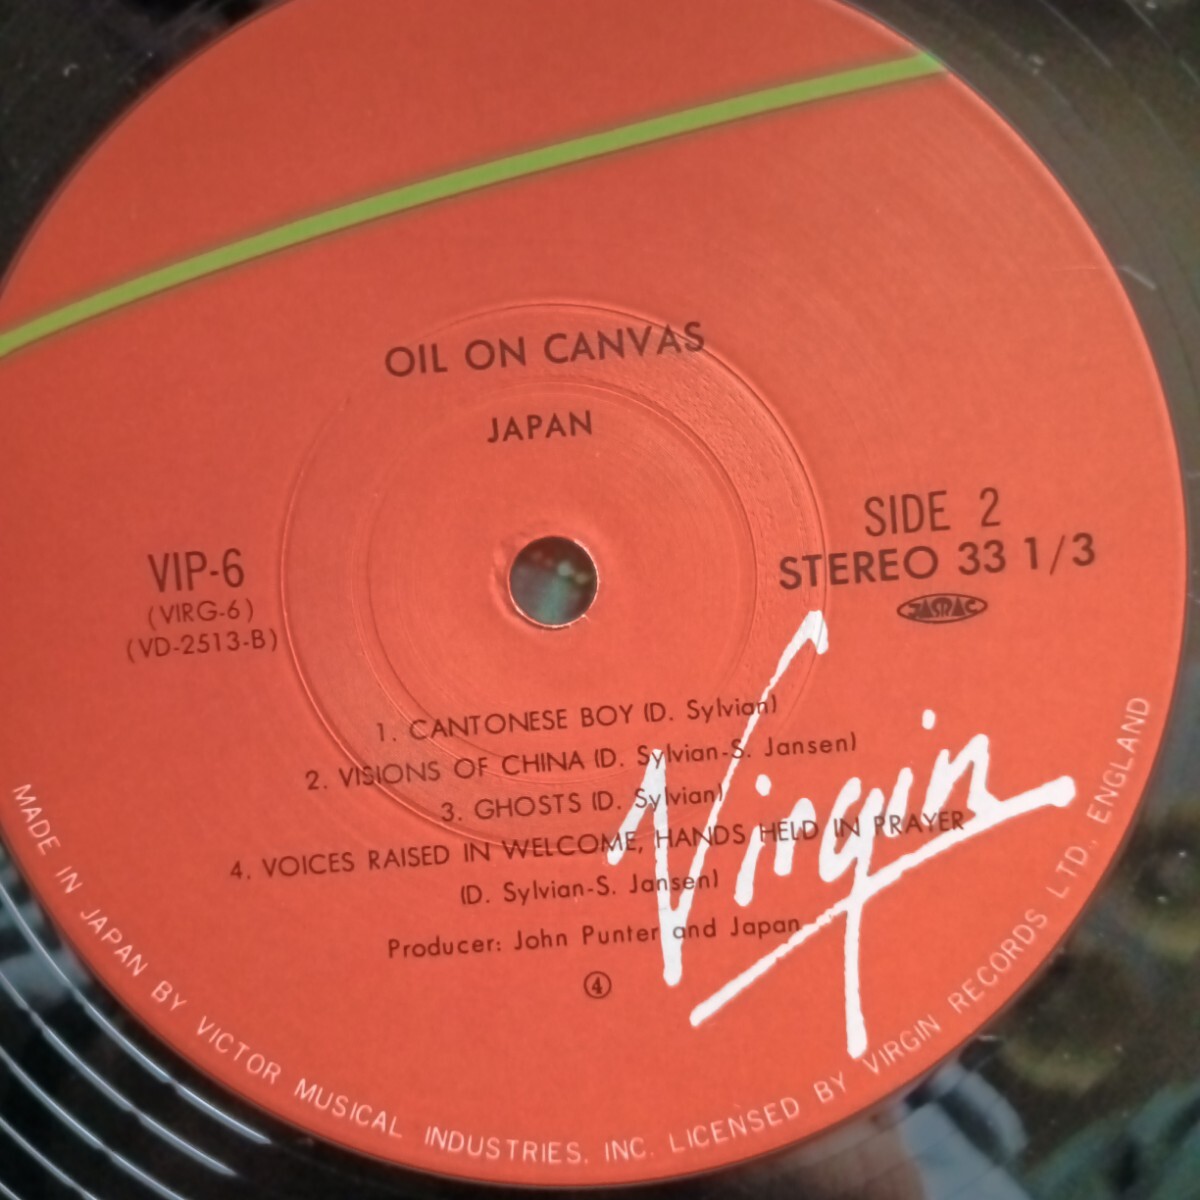 OIL ON CANVAS
JAPAN
SIDE 2
STEREO 33 1/3
JASRAC
VIP-6
(VIRG-6)
(VD-2513-B)
1. CANTONESE BOY (D. Sylvian)
2. VISIONS OF CHINA (D. Sylvian-S. Jansen)
3. GHOSTS (D. Sylvian)
4. VOICES RAISED IN WELCOME, HANDS HELD IN PRAYER
(D. Sylvian-S. Jansen)
Producer: John Punter and Japan
④
Virgin
MADE IN JAPAN BY VICTOR MUSICAL INDUSTRIES, INC. LICENSED BY VIRGIN RECORDS LTD., ENGLAND